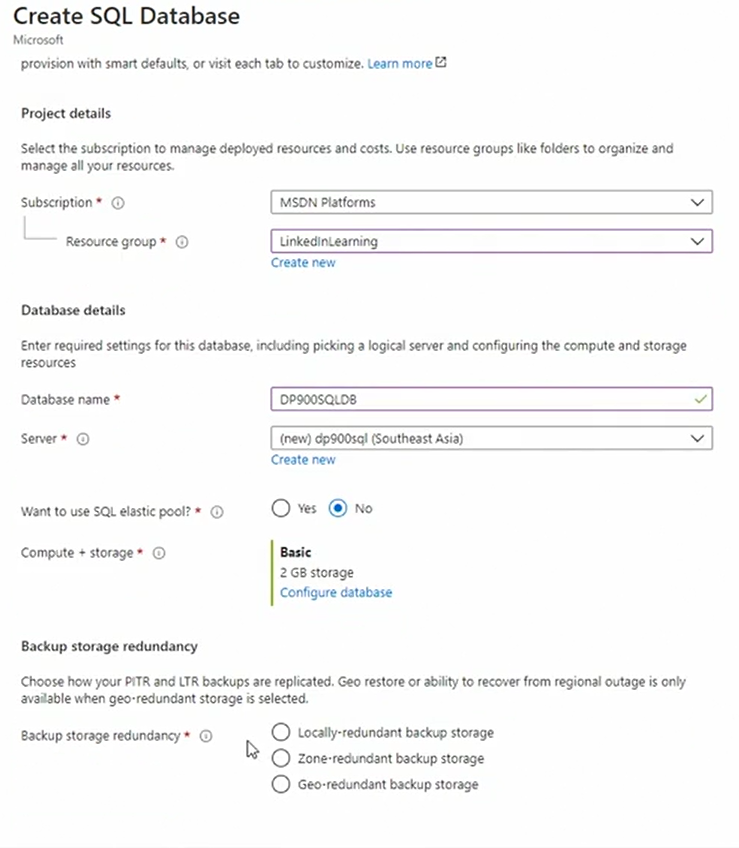 Create SQL Database
Microsoft
provision with smart defaults, or visit each tab to customize. Learn more
Project details
Select the subscription to manage deployed resources and costs. Use resource groups like folders to organize and
manage all your resources.
Subscription *
MSDN Platforms
Resource group *
LinkedInLearning
Create new
Database details
Enter required settings for this database, including picking a logical server and configuring the compute and storage
resources
Database name *
DP900SQLDB
Server *
(new) dp900sql (Southeast Asia)
Create new
Want to use SQL elastic pool? *
Yes No
Compute + storage *
Basic
2 GB storage
Configure database
Backup storage redundancy
Choose how your PITR and LTR backups are replicated. Geo restore or ability to recover from regional outage is only
available when geo-redundant storage is selected.
Backup storage redundancy *
Locally-redundant backup storage
Zone-redundant backup storage
Geo-redundant backup storage